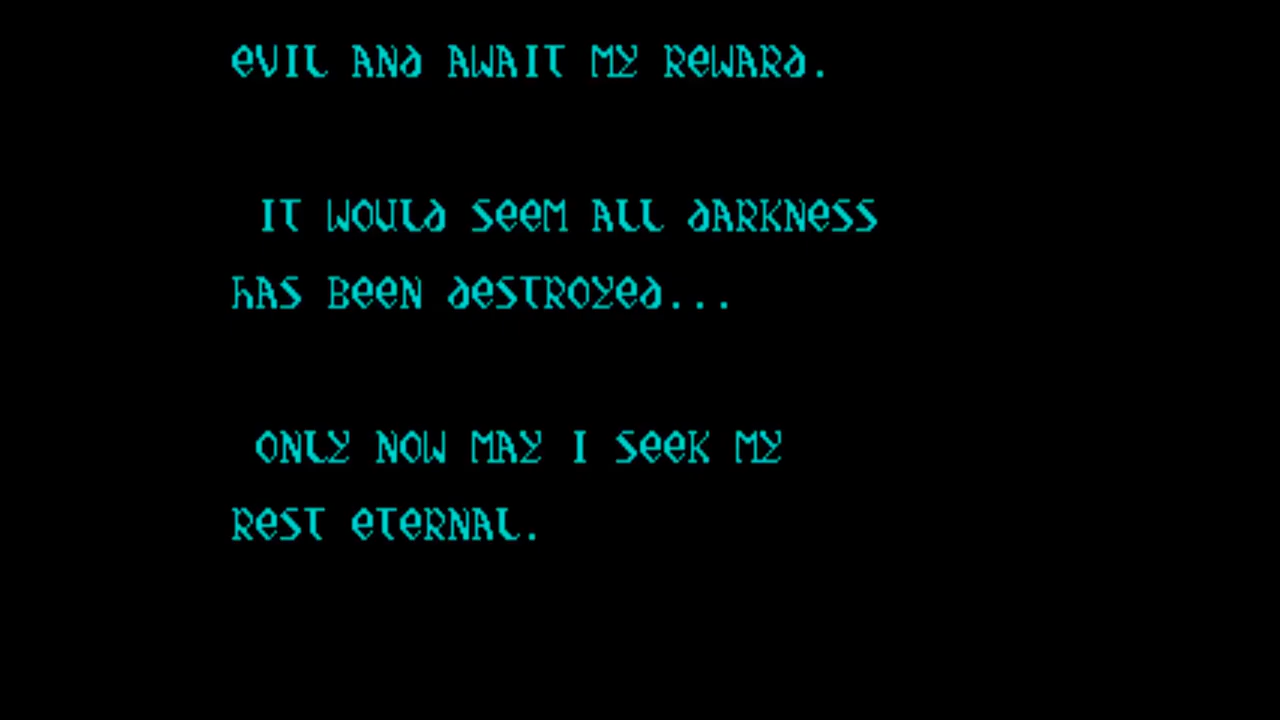 evIL ANd AWAIT MY ReWARd.
IT WOULd SeeM ALL dARKNeSS
hAS BeeN deSTROYed...
ONLY NOW MAY I SeeK MY
ReST eTeRNAL.